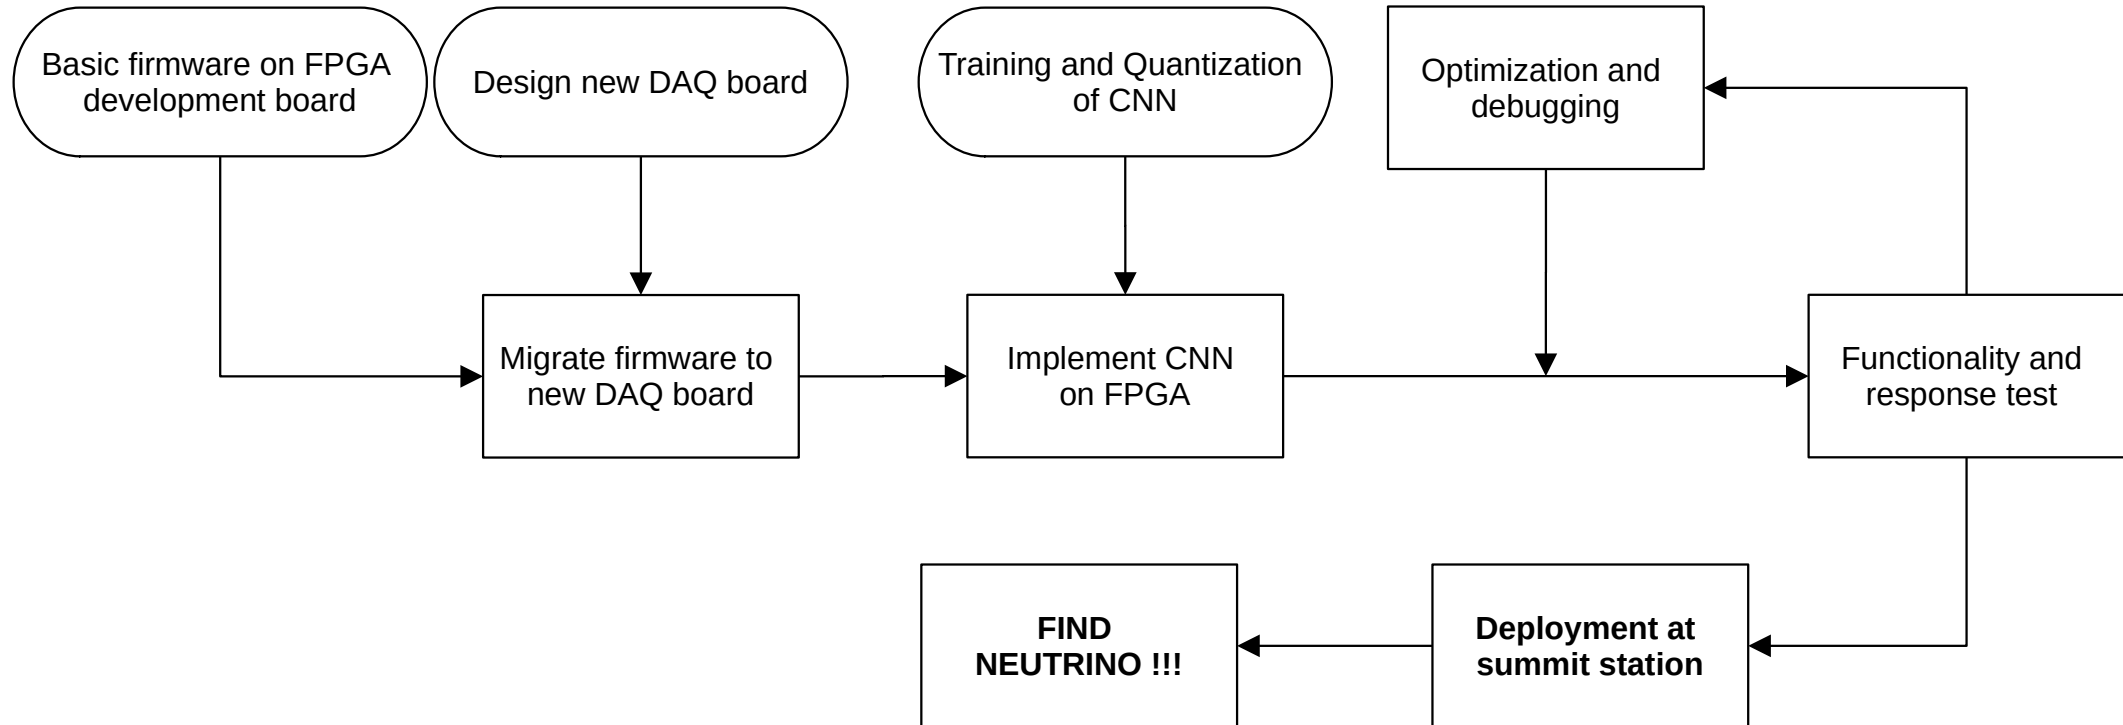 Basic firmware on FPGA
development board
Design new DAQ board
Training and Quantization
of CNN
Optimization and
debugging
Migrate firmware to
new DAQ board
Implement CNN
on FPGA
Functionality and
response test
FIND
NEUTRINO !!!
Deployment at
summit station